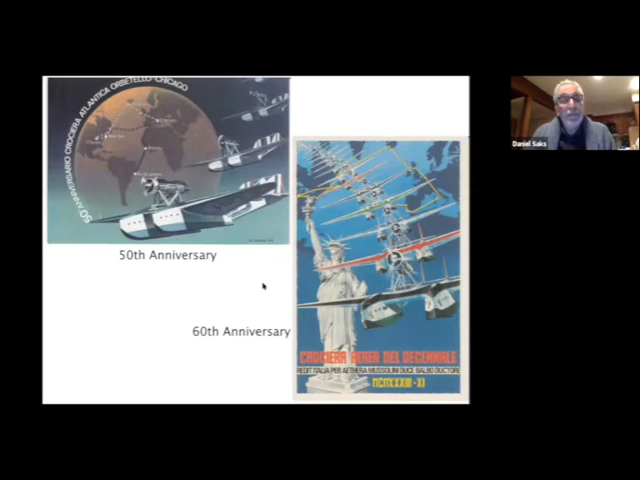 50 ANNIVERSARIO CROCIERA ATLANTICA ORBETELLO CHICAGO
50th Anniversary
60th Anniversary
CROCIERA AEREA DEL DECENNALE
REDIT ITALIA PER AETHERA MUSSOLINI DUCE BALBO DUCTORE
MCMXXXIII-XI
Daniel Saks